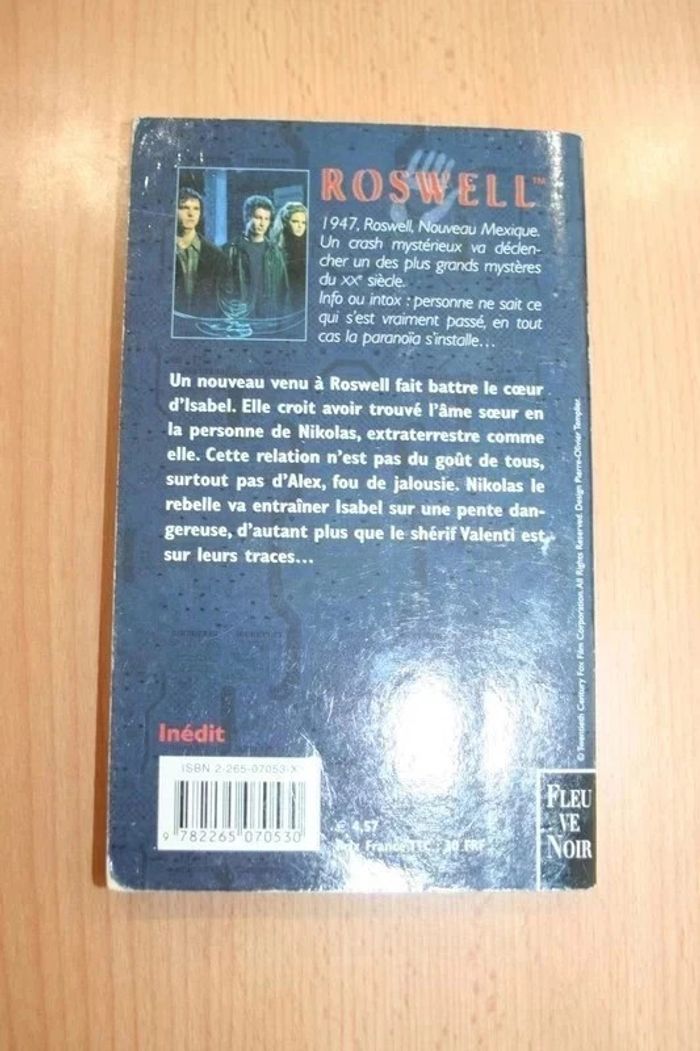 ROSWELL™
1947, Roswell, Nouveau Mexique.
Un crash mystérieux va déclen-
cher un des plus grands mystères
du XXe siècle.
Info ou intox : personne ne sait ce
qui s'est vraiment passé, en tout
cas la paranoïa s'installe...
Un nouveau venu à Roswell fait battre le cœur
d'Isabel. Elle croit avoir trouvé l'âme sœur en
la personne de Nikolas, extraterrestre comme
elle. Cette relation n'est pas du goût de tous,
surtout pas d'Alex, fou de jalousie. Nikolas le
rebelle va entraîner Isabel sur une pente dan-
gereuse, d'autant plus que le shérif Valenti est
sur leurs traces...
© Twentieth Century Fox Film Corporation. All Rights Reserved. Design Pierre-Olivier Templier.
Inédit
ISBN 2-265-07053-X
9 782265 070530
€ 4,57
Prix France TTC : 30 FRF
FLEU
VE
NOIR